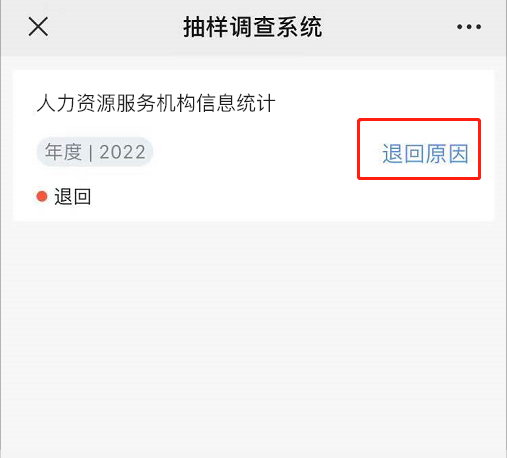 抽样调查系统
人力资源服务机构信息统计
年度 | 2022
退回原因
退回